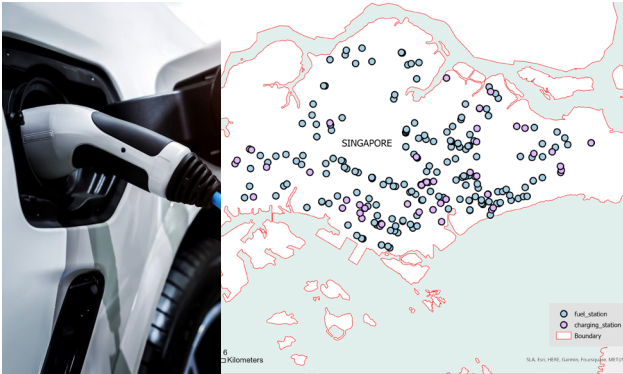 SINGAPORE
fuel_station
charging_station
Boundary
6
Kilometers
SLA, Esri, HERE, Garmin, Foursquare, METI/